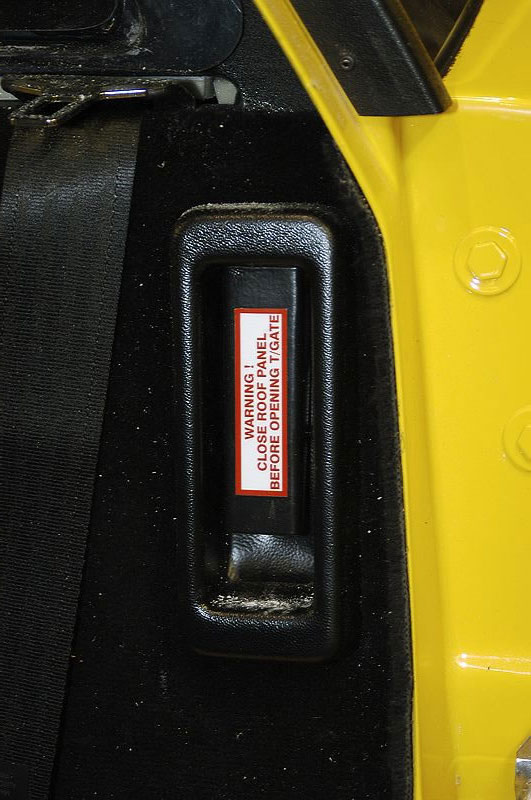 WARNING !
CLOSE ROOF PANEL
BEFORE OPENING T/GATE